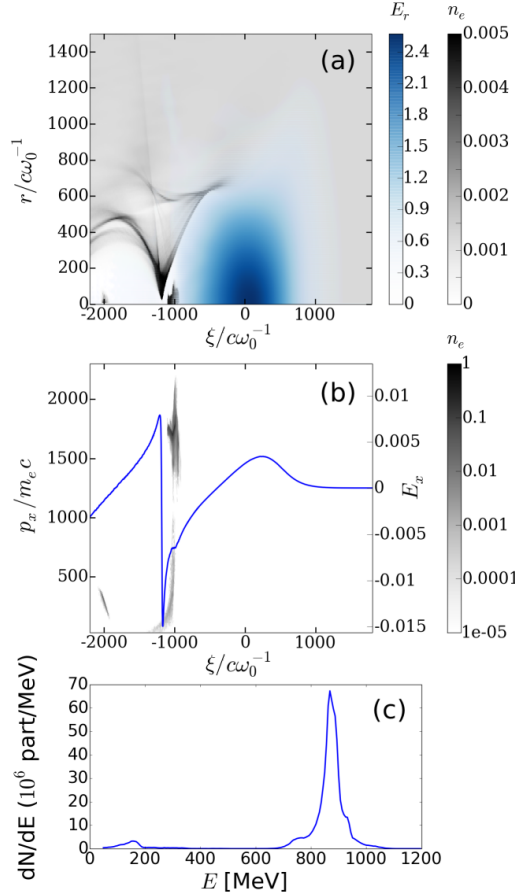 E_r n_e
(a)
1400
1200
1000
800
600
400
200
0
r/cω_0^{-1}
-2000 -1000 0 1000
ξ/cω_0^{-1}
2.4
2.1
1.8
1.5
1.2
0.9
0.6
0.3
0.005
0.004
0.003
0.002
0.001
0
(b)
2000
1500
1000
500
p_x/m_e c
0.010
0.005
0
-0.005
-0.01
-0.015
E_x
-2000 -1000 0 1000
ξ/cω_0^{-1}
n_e
1
0.1
0.01
0.001
0.0001
1e-05
(c)
70
60
50
40
30
20
10
0
dN/dE (10^6 part/MeV)
0 200 400 600 800 1000 1200
E [MeV]